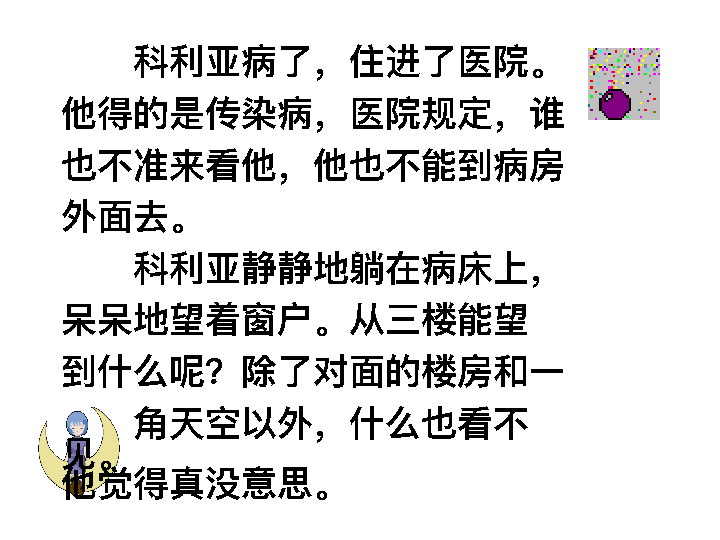 科利亚病了，住进了医院。
他得的是传染病，医院规定，谁
也不准来看他，他也不能到病房
外面去。
科利亚静静地躺在病床上，
呆呆地望着窗户。从三楼能望
到什么呢？除了对面的楼房和一
角天空以外，什么也看不
见。
他觉得真没意思。